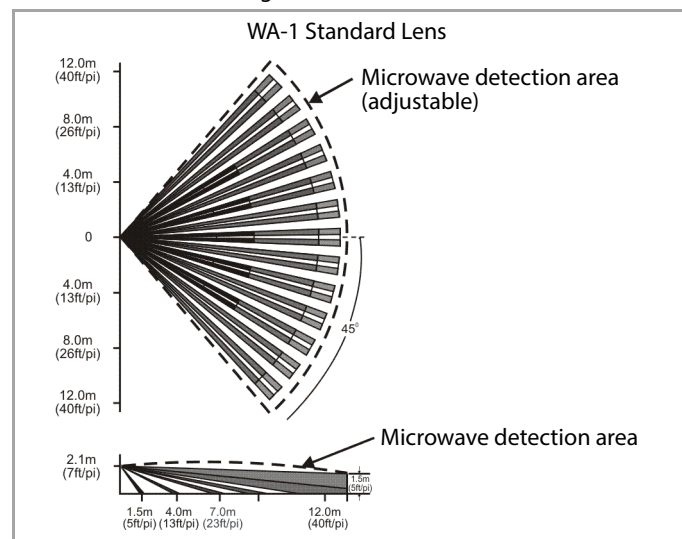 WA-1 Standard Lens
12.0m
(40ft/pi)
Microwave detection area
(adjustable)
8.0m
(26ft/pi)
4.0m
(13ft/pi)
0
4.0m
(13ft/pi)
45°
8.0m
(26ft/pi)
12.0m
(40ft/pi)
Microwave detection area
2.1m
(7ft/pi)
1.5m
(5ft/pi)
1.5m 4.0m 7.0m 12.0m
(5ft/pi) (13ft/pi) (23ft/pi) (40ft/pi)